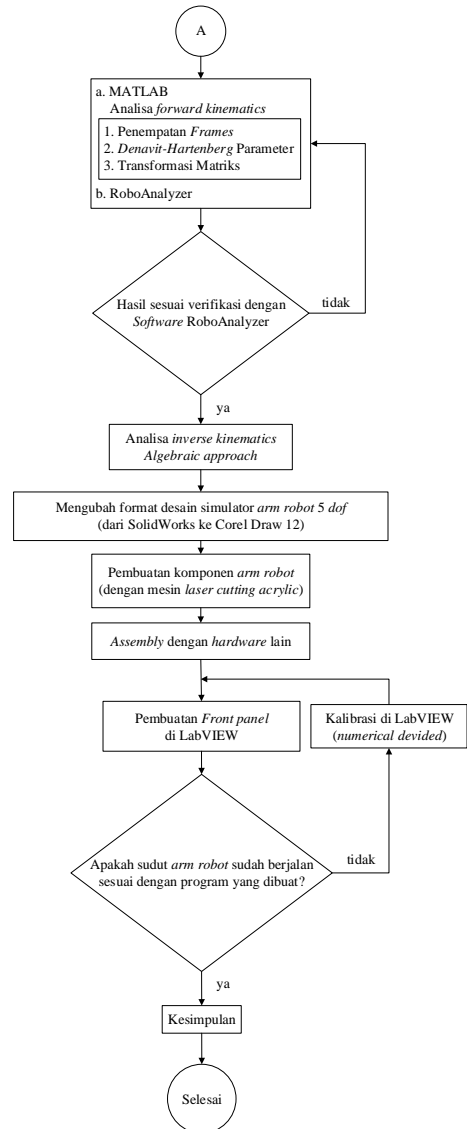 A
a. MATLAB
Analisa forward kinematics
1. Penempatan Frames
2. Denavit-Hartenberg Parameter
3. Transformasi Matriks
b. RoboAnalyzer
Hasil sesuai verifikasi dengan
Software RoboAnalyzer
tidak
ya
Analisa inverse kinematics
Algebraic approach
Mengubah format desain simulator arm robot 5 dof
(dari SolidWorks ke Corel Draw 12)
Pembuatan komponen arm robot
(dengan mesin laser cutting acrylic)
Assembly dengan hardware lain
Pembuatan Front panel
di LabVIEW
Kalibrasi di LabVIEW
(numerical devided)
Apakah sudut arm robot sudah berjalan
sesuai dengan program yang dibuat?
tidak
ya
Kesimpulan
Selesai